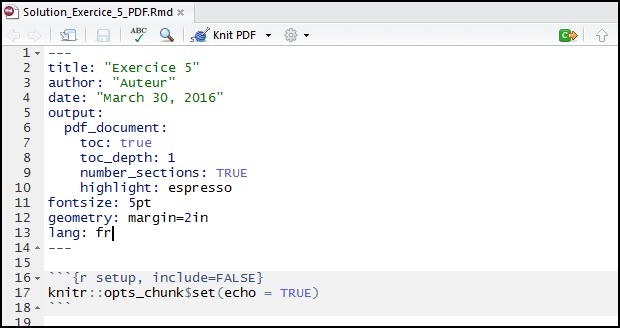 Solution_Exercice_5_PDF.Rmd
ABC Knit PDF
1 ---
2 title: "Exercice 5"
3 author: "Auteur"
4 date: "March 30, 2016"
5 output:
6   pdf_document:
7     toc: true
8     toc_depth: 1
9     number_sections: TRUE
10     highlight: espresso
11 fontsize: 5pt
12 geometry: margin=2in
13 lang: fr
14 ---
15
16 ```{r setup, include=FALSE}
17 knitr::opts_chunk$set(echo = TRUE)
18 ```
19